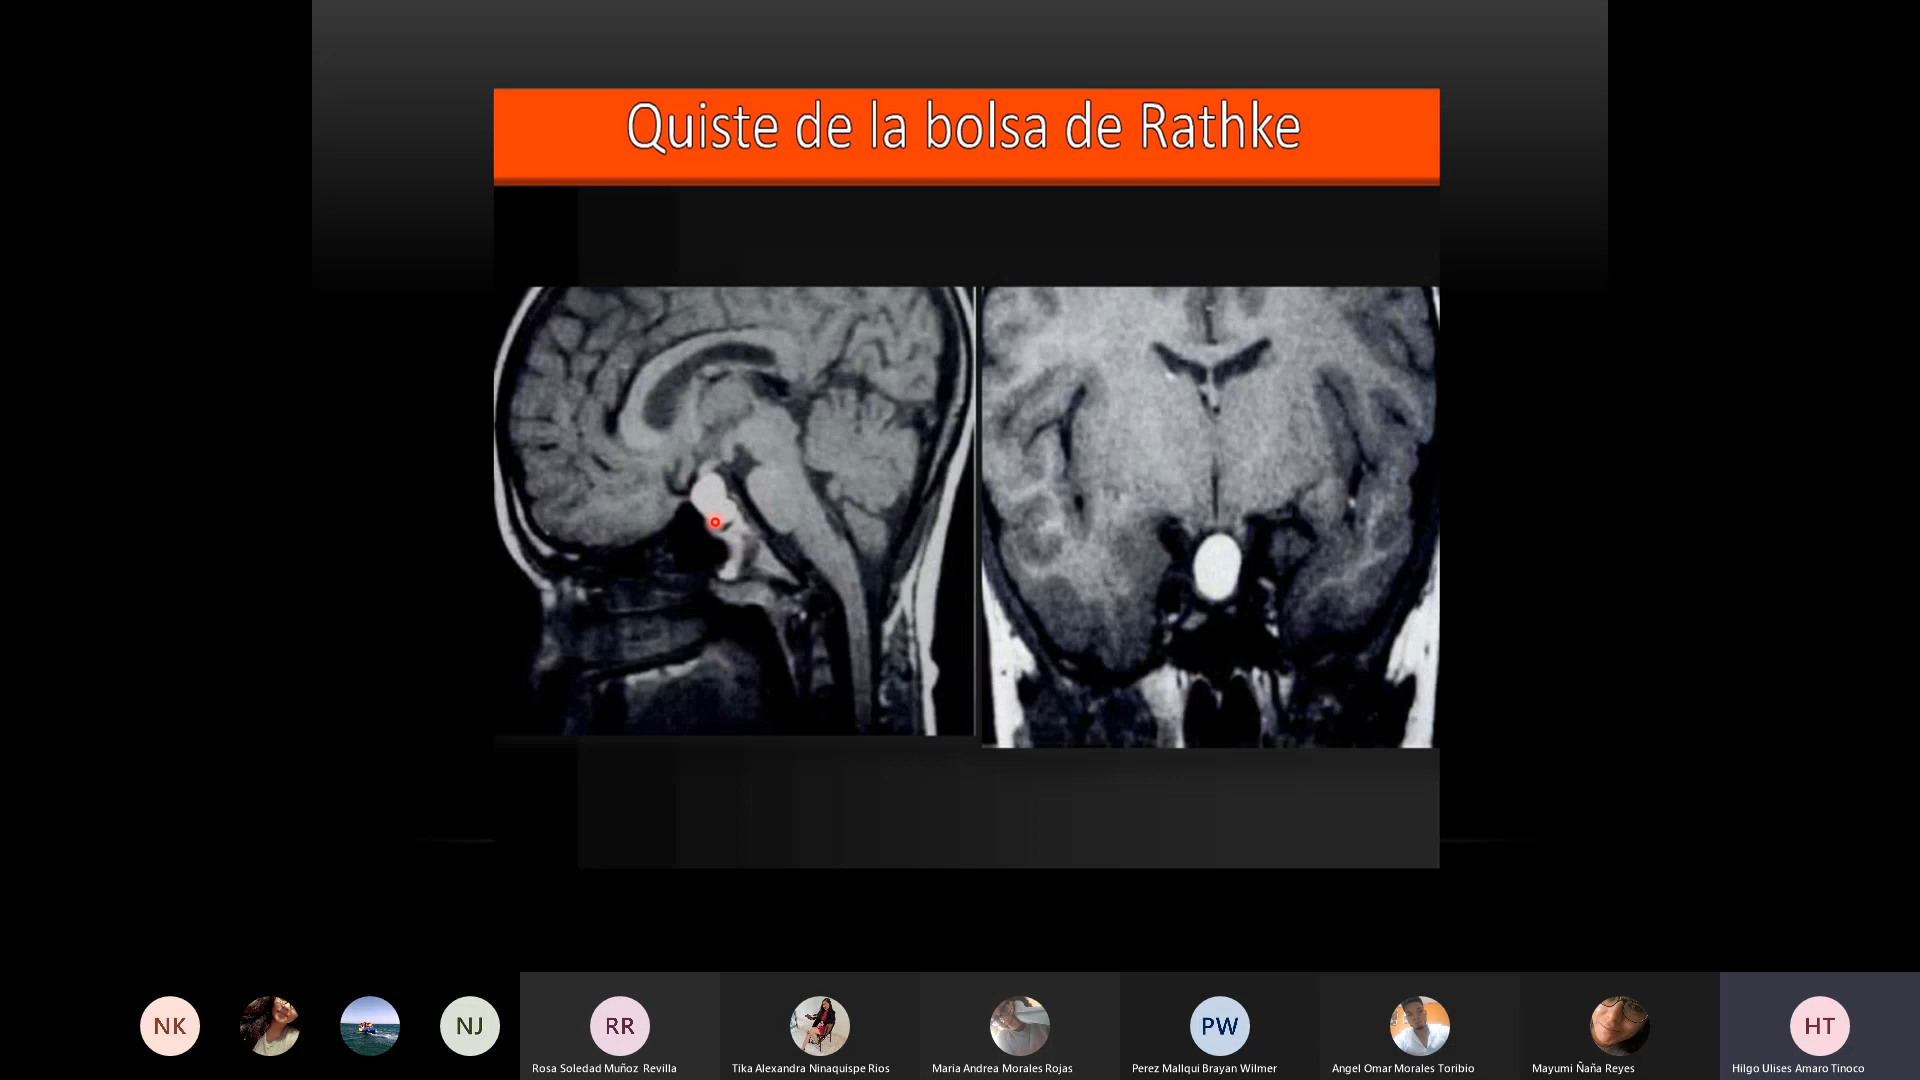 Quiste de la bolsa de Rathke
NK
NJ
RR
PW
HT
Rosa Soledad Muñoz Revilla
Tika Alexandra Ninaquispe Rios
Maria Andrea Morales Rojas
Perez Mallqui Brayan Wilmer
Angel Omar Morales Toribio
Mayumi Ñaña Reyes
Hilgo Ulises Amaro Tinoco